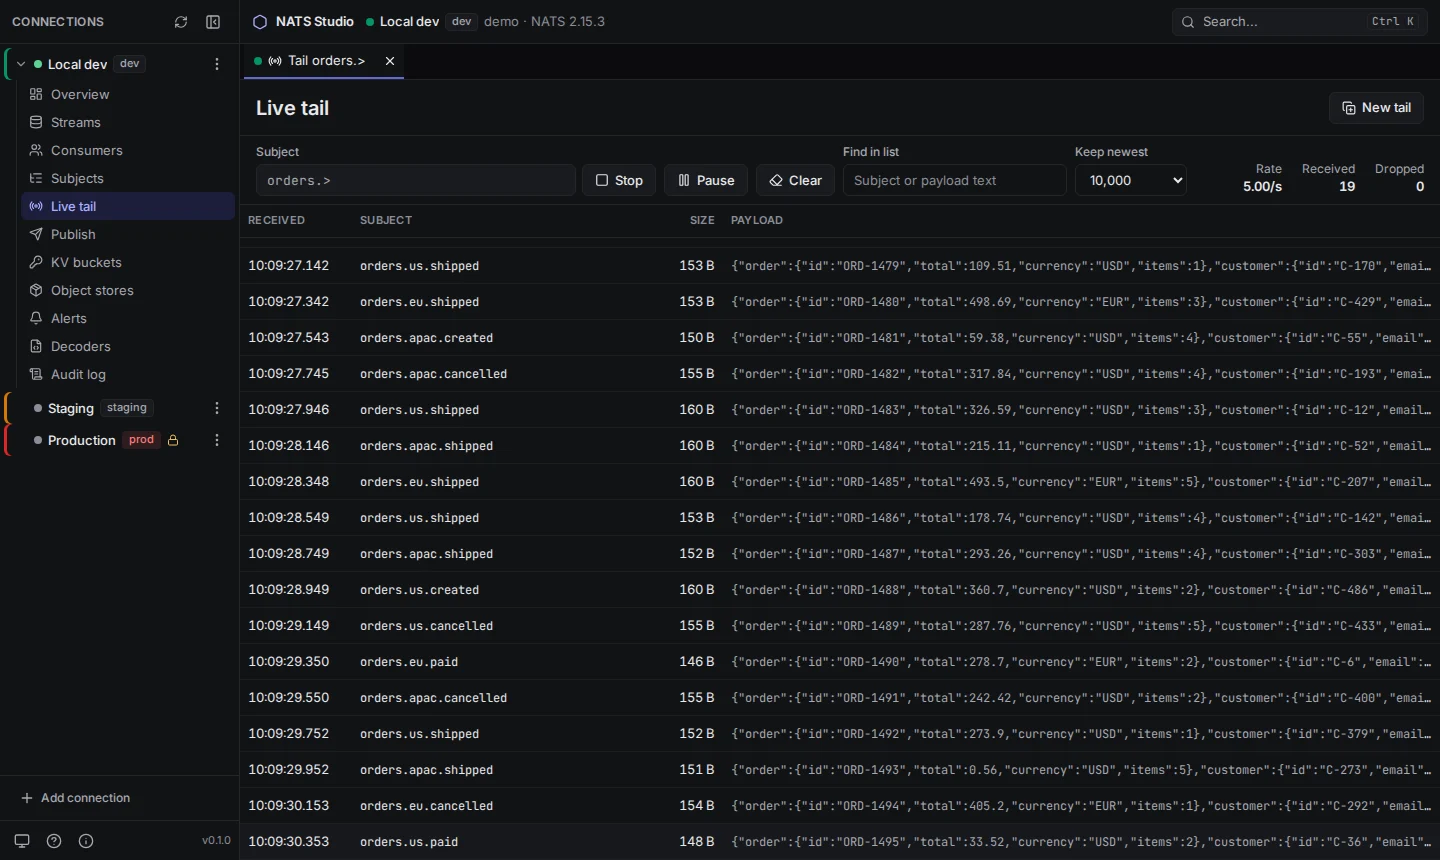 CONNECTIONS
NATS Studio Local dev dev demo · NATS 2.15.3
Search... Ctrl K
Local dev dev
Overview
Streams
Consumers
Subjects
Live tail
Publish
KV buckets
Object stores
Alerts
Decoders
Audit log
Staging staging
Production prod
Add connection
v0.1.0
Tail orders.>
Live tail
New tail
Subject
orders.>
Stop
Pause
Clear
Find in list
Subject or payload text
Keep newest
10,000
Rate Received Dropped
5.00/s 19 0
RECEIVED SUBJECT SIZE PAYLOAD
10:09:27.142 orders.us.shipped 153 B {"order":{"id":"ORD-1479","total":109.51,"currency":"USD","items":1},"customer":{"id":"C-170","emai…
10:09:27.342 orders.eu.shipped 153 B {"order":{"id":"ORD-1480","total":498.69,"currency":"EUR","items":3},"customer":{"id":"C-429","emai…
10:09:27.543 orders.apac.created 150 B {"order":{"id":"ORD-1481","total":59.38,"currency":"USD","items":4},"customer":{"id":"C-55","email"…
10:09:27.745 orders.apac.cancelled 155 B {"order":{"id":"ORD-1482","total":317.84,"currency":"USD","items":4},"customer":{"id":"C-193","emai…
10:09:27.946 orders.us.shipped 160 B {"order":{"id":"ORD-1483","total":326.59,"currency":"USD","items":3},"customer":{"id":"C-12","email…
10:09:28.146 orders.apac.shipped 160 B {"order":{"id":"ORD-1484","total":215.11,"currency":"USD","items":1},"customer":{"id":"C-52","email…
10:09:28.348 orders.eu.shipped 160 B {"order":{"id":"ORD-1485","total":493.5,"currency":"EUR","items":5},"customer":{"id":"C-207","email…
10:09:28.549 orders.us.shipped 153 B {"order":{"id":"ORD-1486","total":178.74,"currency":"USD","items":4},"customer":{"id":"C-142","emai…
10:09:28.749 orders.apac.shipped 152 B {"order":{"id":"ORD-1487","total":293.26,"currency":"USD","items":4},"customer":{"id":"C-303","emai…
10:09:28.949 orders.us.created 160 B {"order":{"id":"ORD-1488","total":360.7,"currency":"USD","items":2},"customer":{"id":"C-486","email…
10:09:29.149 orders.us.cancelled 155 B {"order":{"id":"ORD-1489","total":287.76,"currency":"USD","items":5},"customer":{"id":"C-433","emai…
10:09:29.350 orders.eu.paid 146 B {"order":{"id":"ORD-1490","total":278.7,"currency":"EUR","items":2},"customer":{"id":"C-6","email":…
10:09:29.550 orders.apac.cancelled 155 B {"order":{"id":"ORD-1491","total":242.42,"currency":"USD","items":2},"customer":{"id":"C-400","emai…
10:09:29.752 orders.us.shipped 152 B {"order":{"id":"ORD-1492","total":273.9,"currency":"USD","items":1},"customer":{"id":"C-379","email…
10:09:29.952 orders.apac.shipped 151 B {"order":{"id":"ORD-1493","total":0.56,"currency":"USD","items":5},"customer":{"id":"C-273","email"…
10:09:30.153 orders.eu.cancelled 154 B {"order":{"id":"ORD-1494","total":405.2,"currency":"EUR","items":1},"customer":{"id":"C-292","email…
10:09:30.353 orders.us.paid 148 B {"order":{"id":"ORD-1495","total":33.52,"currency":"USD","items":2},"customer":{"id":"C-36","email"…